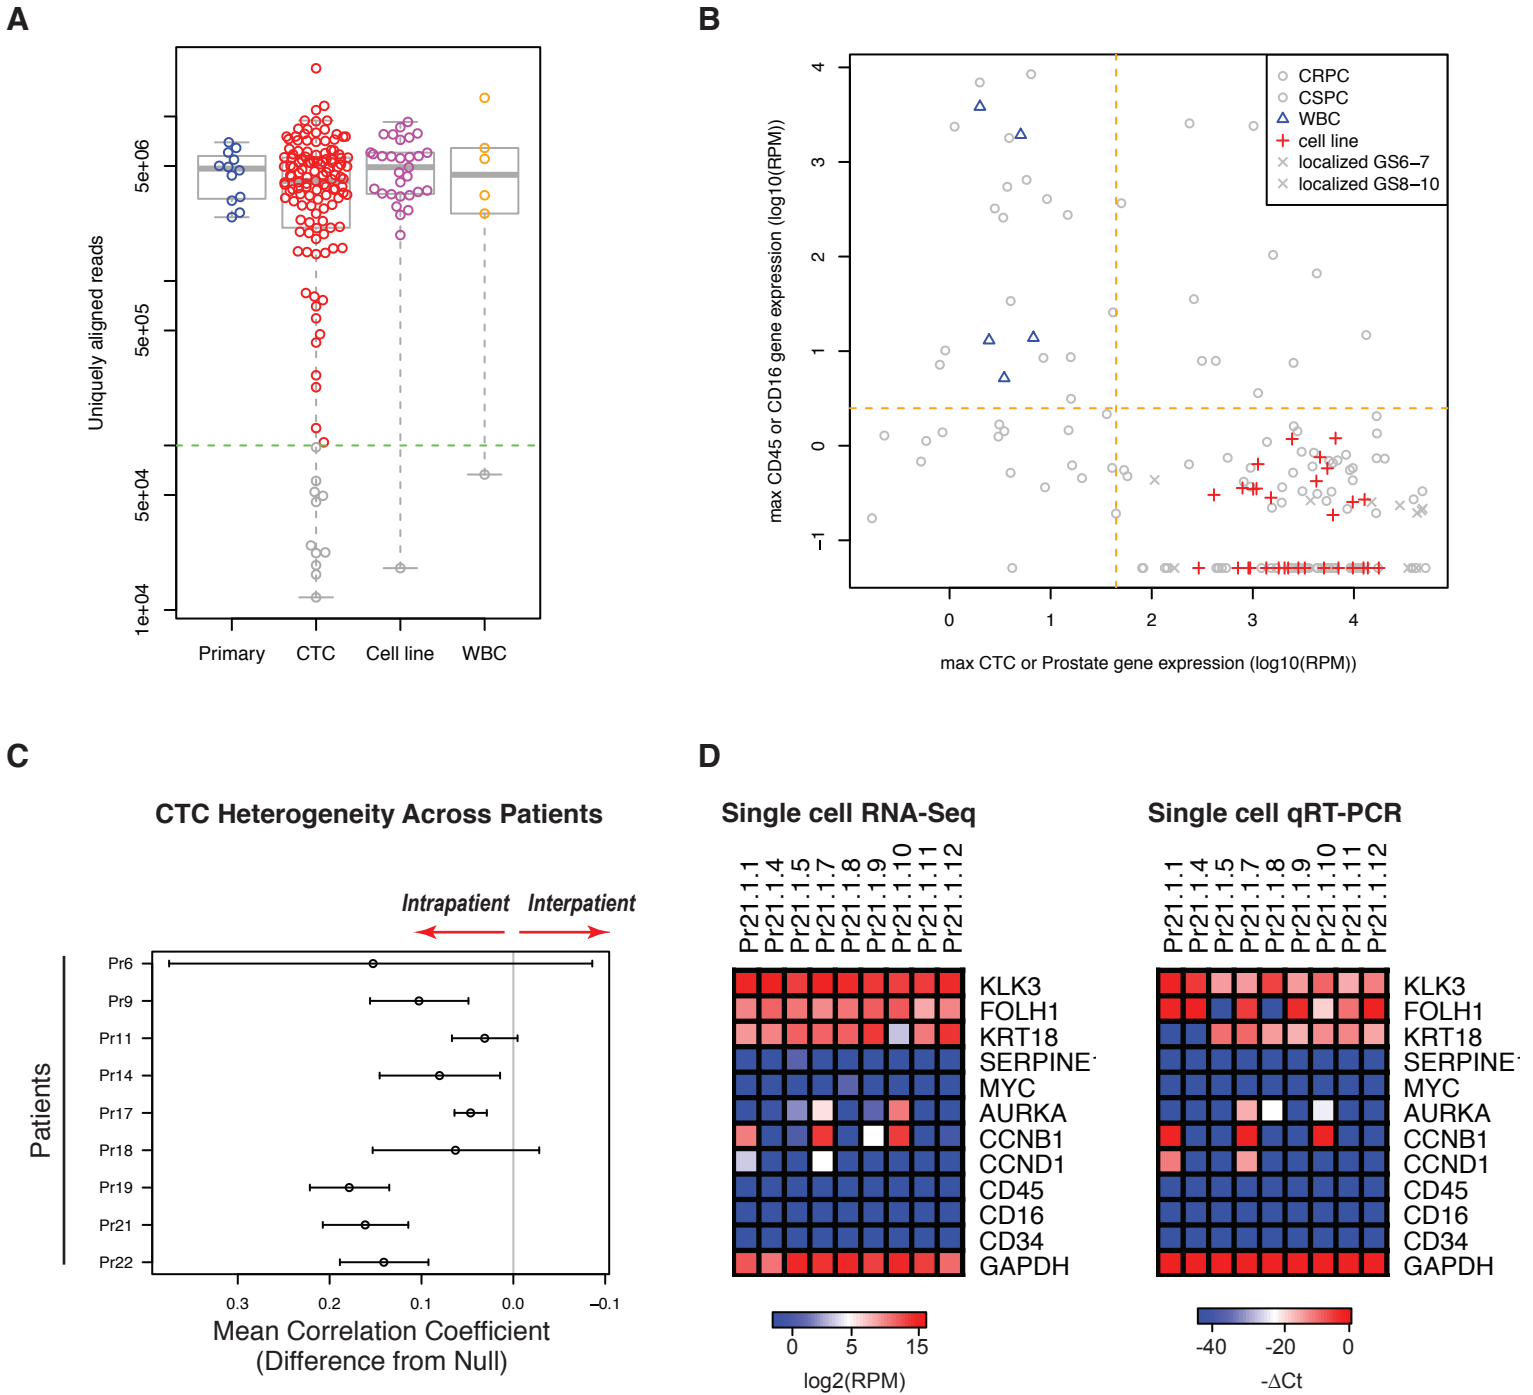 A
Uniquely aligned reads
5e+06
5e+05
5e+04
1e+04
Primary
CTC
Cell line
WBC
B
max CD45 or CD16 gene expression (log10(RPM))
4
3
2
1
0
−1
CRPC
CSPC
WBC
cell line
localized GS6−7
localized GS8−10
0
1
2
3
4
max CTC or Prostate gene expression (log10(RPM))
C
CTC Heterogeneity Across Patients
Intrapatient
Interpatient
Patients
Pr6
Pr9
Pr11
Pr14
Pr17
Pr18
Pr19
Pr21
Pr22
0.3
0.2
0.1
0.0
−0.1
Mean Correlation Coefficient
(Difference from Null)
D
Single cell RNA-Seq
Pr21.1.1
Pr21.1.4
Pr21.1.5
Pr21.1.7
Pr21.1.8
Pr21.1.9
Pr21.1.10
Pr21.1.11
Pr21.1.12
KLK3
FOLH1
KRT18
SERPINE1
MYC
AURKA
CCNB1
CCND1
CD45
CD16
CD34
GAPDH
0
5
15
log2(RPM)
Single cell qRT-PCR
Pr21.1.1
Pr21.1.4
Pr21.1.5
Pr21.1.7
Pr21.1.8
Pr21.1.9
Pr21.1.10
Pr21.1.11
Pr21.1.12
KLK3
FOLH1
KRT18
SERPINE1
MYC
AURKA
CCNB1
CCND1
CD45
CD16
CD34
GAPDH
-40
-20
0
-ΔCt